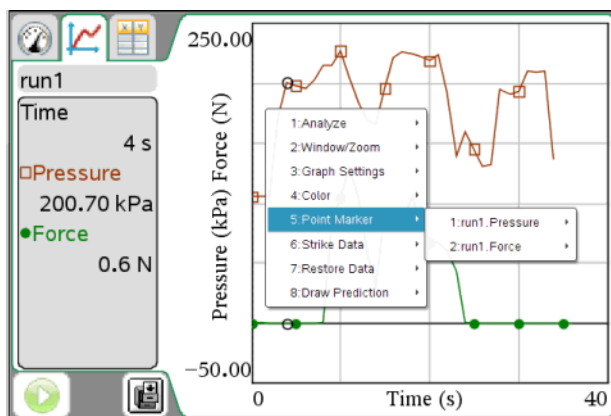 X Y
run1
Time
4 s
Pressure
200.70 kPa
Force
0.6 N
250.00
Pressure (kPa) Force (N)
−50.00
0
Time (s)
40
1:Analyze
2:Window/Zoom
3:Graph Settings
4:Color
5:Point Marker
6:Strike Data
7:Restore Data
8:Draw Prediction
1:run1.Pressure
2:run1.Force